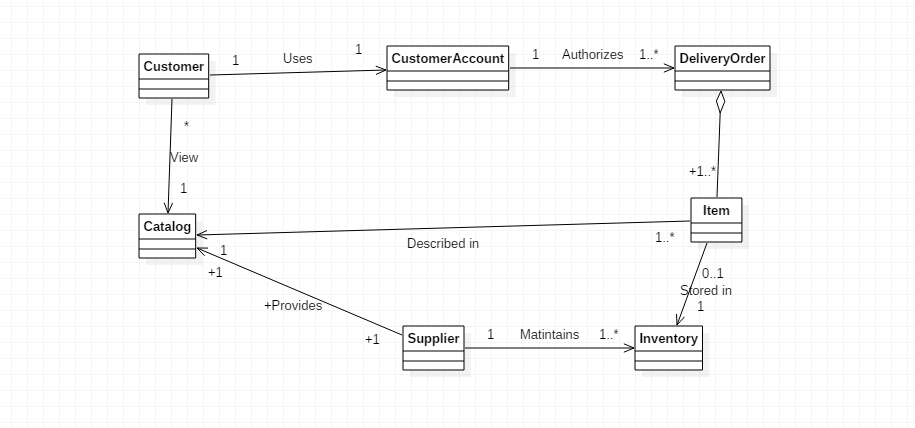 Customer
1
Uses
1
CustomerAccount
1
Authorizes
1..*
DeliveryOrder
*
View
1
+1..*
Catalog
Item
1
Described in
1..*
+1
+Provides
+1
0..1
Stored in
1
Supplier
1
Matintains
1..*
Inventory